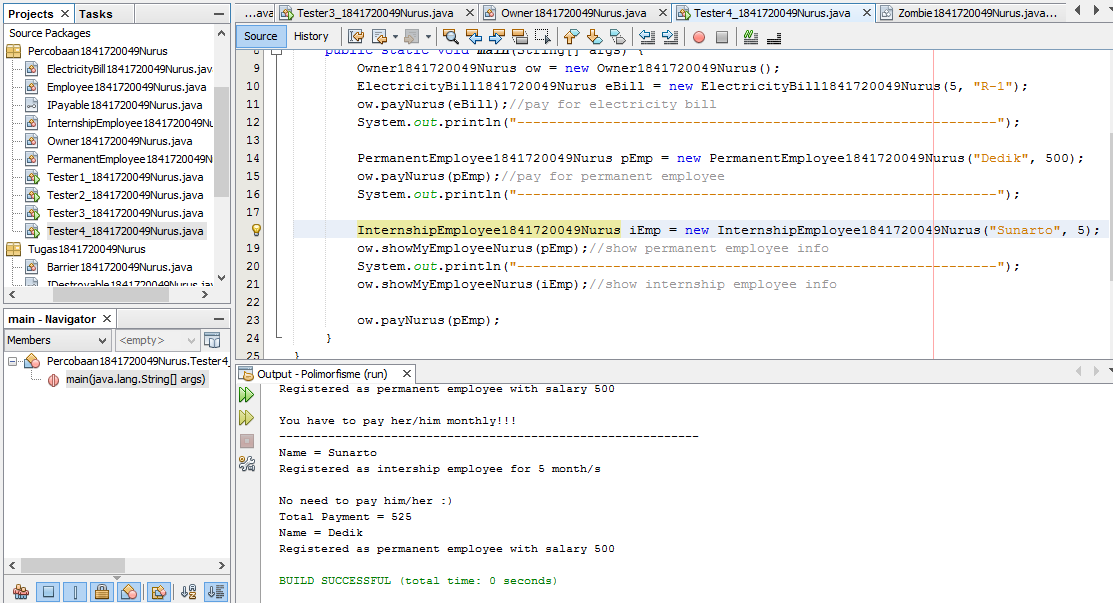 Projects
Tasks
...ava
Tester3_1841720049Nurus.java
Owner1841720049Nurus.java
Tester4_1841720049Nurus.java
Zombie1841720049Nurus.java...
Source Packages
Percobaan1841720049Nurus
ElectricityBill1841720049Nurus.java
Employee1841720049Nurus.java
IPayable1841720049Nurus.java
InternshipEmployee1841720049Nu
Owner1841720049Nurus.java
PermanentEmployee1841720049N
Tester1_1841720049Nurus.java
Tester2_1841720049Nurus.java
Tester3_1841720049Nurus.java
Tester4_1841720049Nurus.java
Tugas1841720049Nurus
Barrier1841720049Nurus.java
IDestroyable1841720049Nurus.jav
Source
History
8 public static void main(String[] args) {
9 Owner1841720049Nurus ow = new Owner1841720049Nurus();
10 ElectricityBill1841720049Nurus eBill = new ElectricityBill1841720049Nurus(5, "R-1");
11 ow.payNurus(eBill);//pay for electricity bill
12 System.out.println("------------------------------------------------------------");
13
14 PermanentEmployee1841720049Nurus pEmp = new PermanentEmployee1841720049Nurus("Dedik", 500);
15 ow.payNurus(pEmp);//pay for permanent employee
16 System.out.println("------------------------------------------------------------");
17
InternshipEmployee1841720049Nurus iEmp = new InternshipEmployee1841720049Nurus("Sunarto", 5);
19 ow.showMyEmployeeNurus(pEmp);//show permanent employee info
20 System.out.println("------------------------------------------------------------");
21 ow.showMyEmployeeNurus(iEmp);//show internship employee info
22
23 ow.payNurus(pEmp);
24 }
25 }
main - Navigator
Members
<empty>
Percobaan1841720049Nurus.Tester4_
main(java.lang.String[] args)
Output - Polimorfisme (run)
Registered as permanent employee with salary 500
You have to pay her/him monthly!!!
------------------------------------------------------------
Name = Sunarto
Registered as intership employee for 5 month/s
No need to pay him/her :)
Total Payment = 525
Name = Dedik
Registered as permanent employee with salary 500
BUILD SUCCESSFUL (total time: 0 seconds)